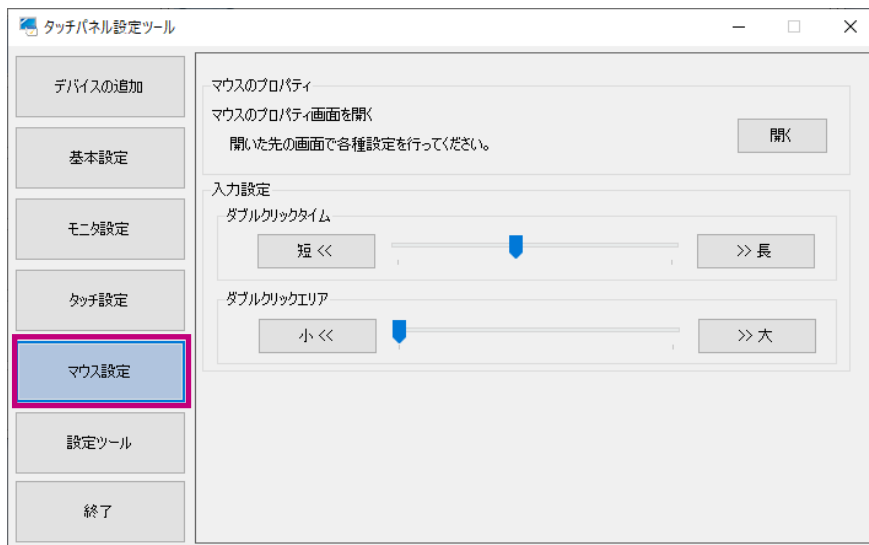 タッチパネル設定ツール
デバイスの追加
基本設定
モニタ設定
タッチ設定
マウス設定
設定ツール
終了
マウスのプロパティ
マウスのプロパティ画面を開く
開いた先の画面で各種設定を行ってください。
開く
入力設定
ダブルクリックタイム
短 <<
>> 長
ダブルクリックエリア
小 <<
>> 大